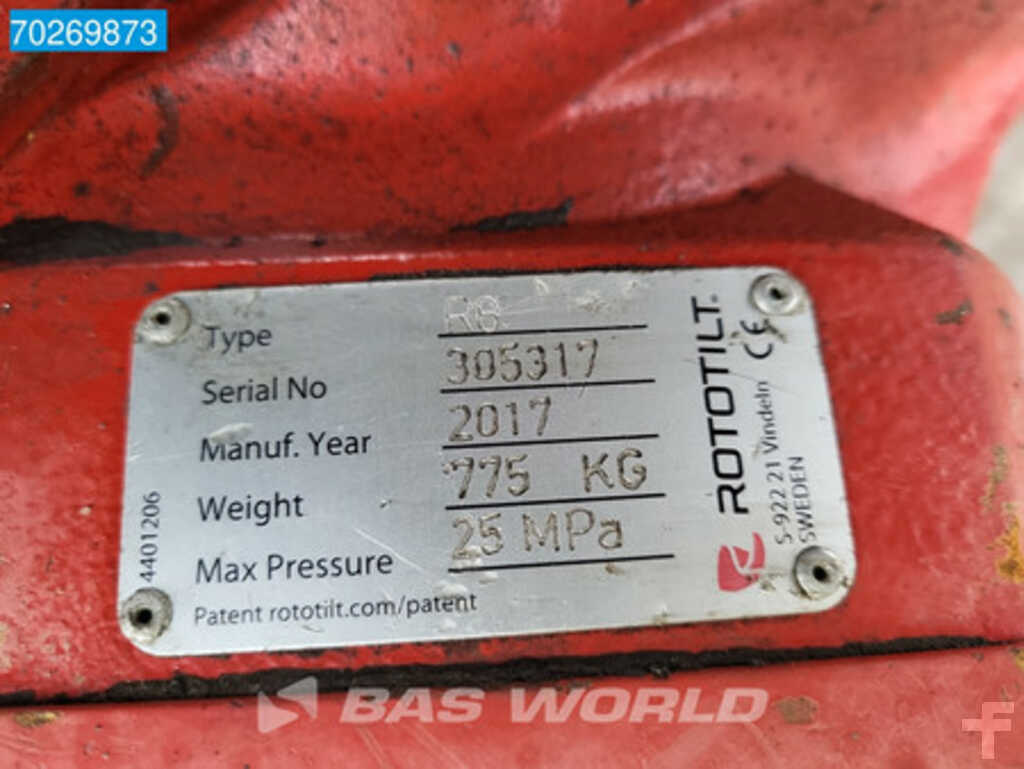 70269873
Type R8
Serial No 305317
Manuf. Year 2017
Weight 775 KG
Max Pressure 25 MPa
Patent rototilt.com/patent
4401206
ROTOTILT®
S-922 21 Vindeln
SWEDEN
CE
BAS WORLD
f